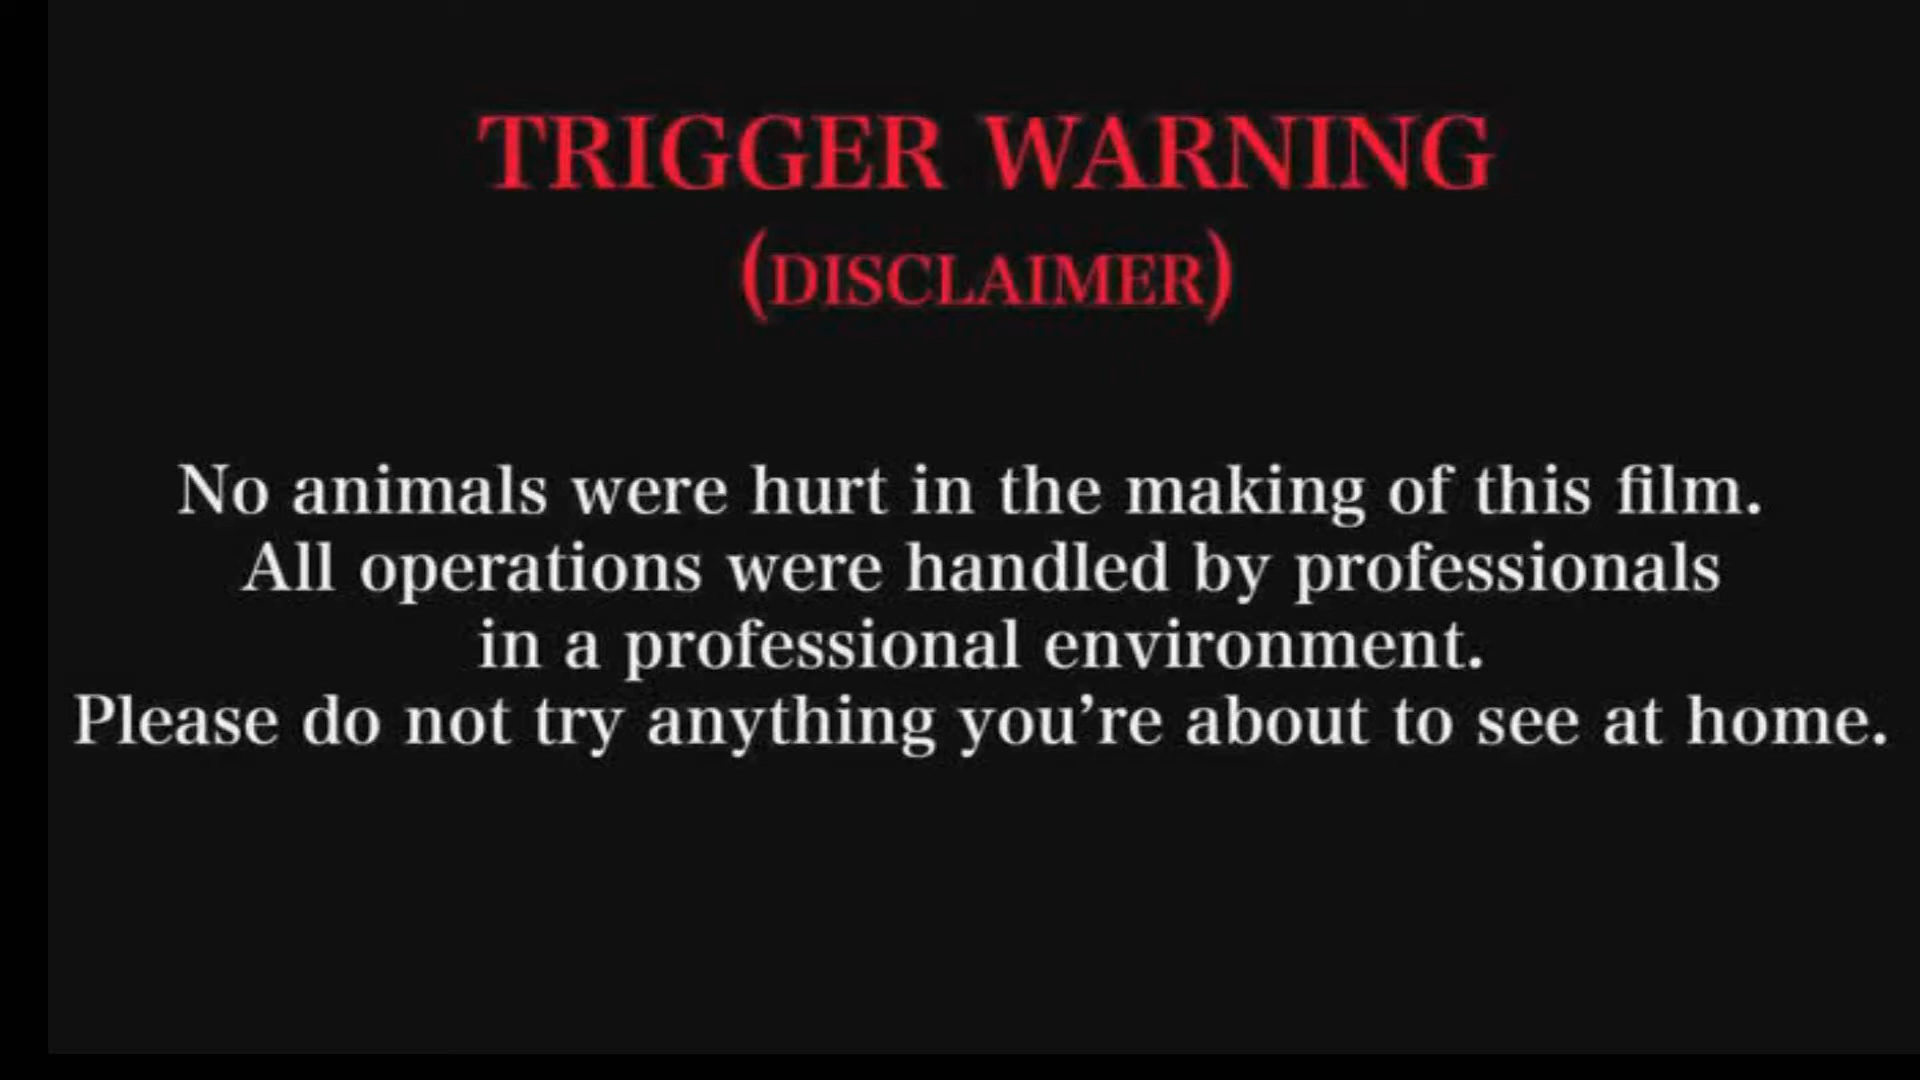 TRIGGER WARNING
(DISCLAIMER)
No animals were hurt in the making of this film.
All operations were handled by professionals
in a professional environment.
Please do not try anything you’re about to see at home.